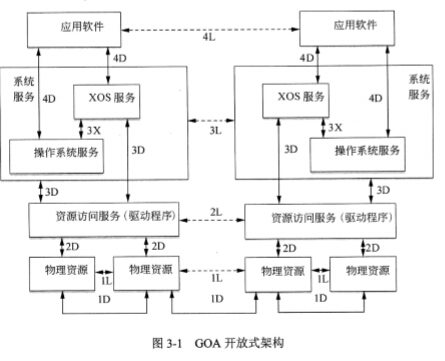 应用软件
4L
应用软件
4D
4D
系统
服务
4D
XOS 服务
3X
3D
操作系统服务
3L
XOS 服务
系统
服务
4D
3X
3D
操作系统服务
3D
3D
资源访问服务（驱动程序）
2L
资源访问服务（驱动程序）
2D
2D
2D
2D
物理资源
1L
物理资源
1L
物理资源
1L
物理资源
1D
1D
1D
图 3-1 GOA 开放式架构